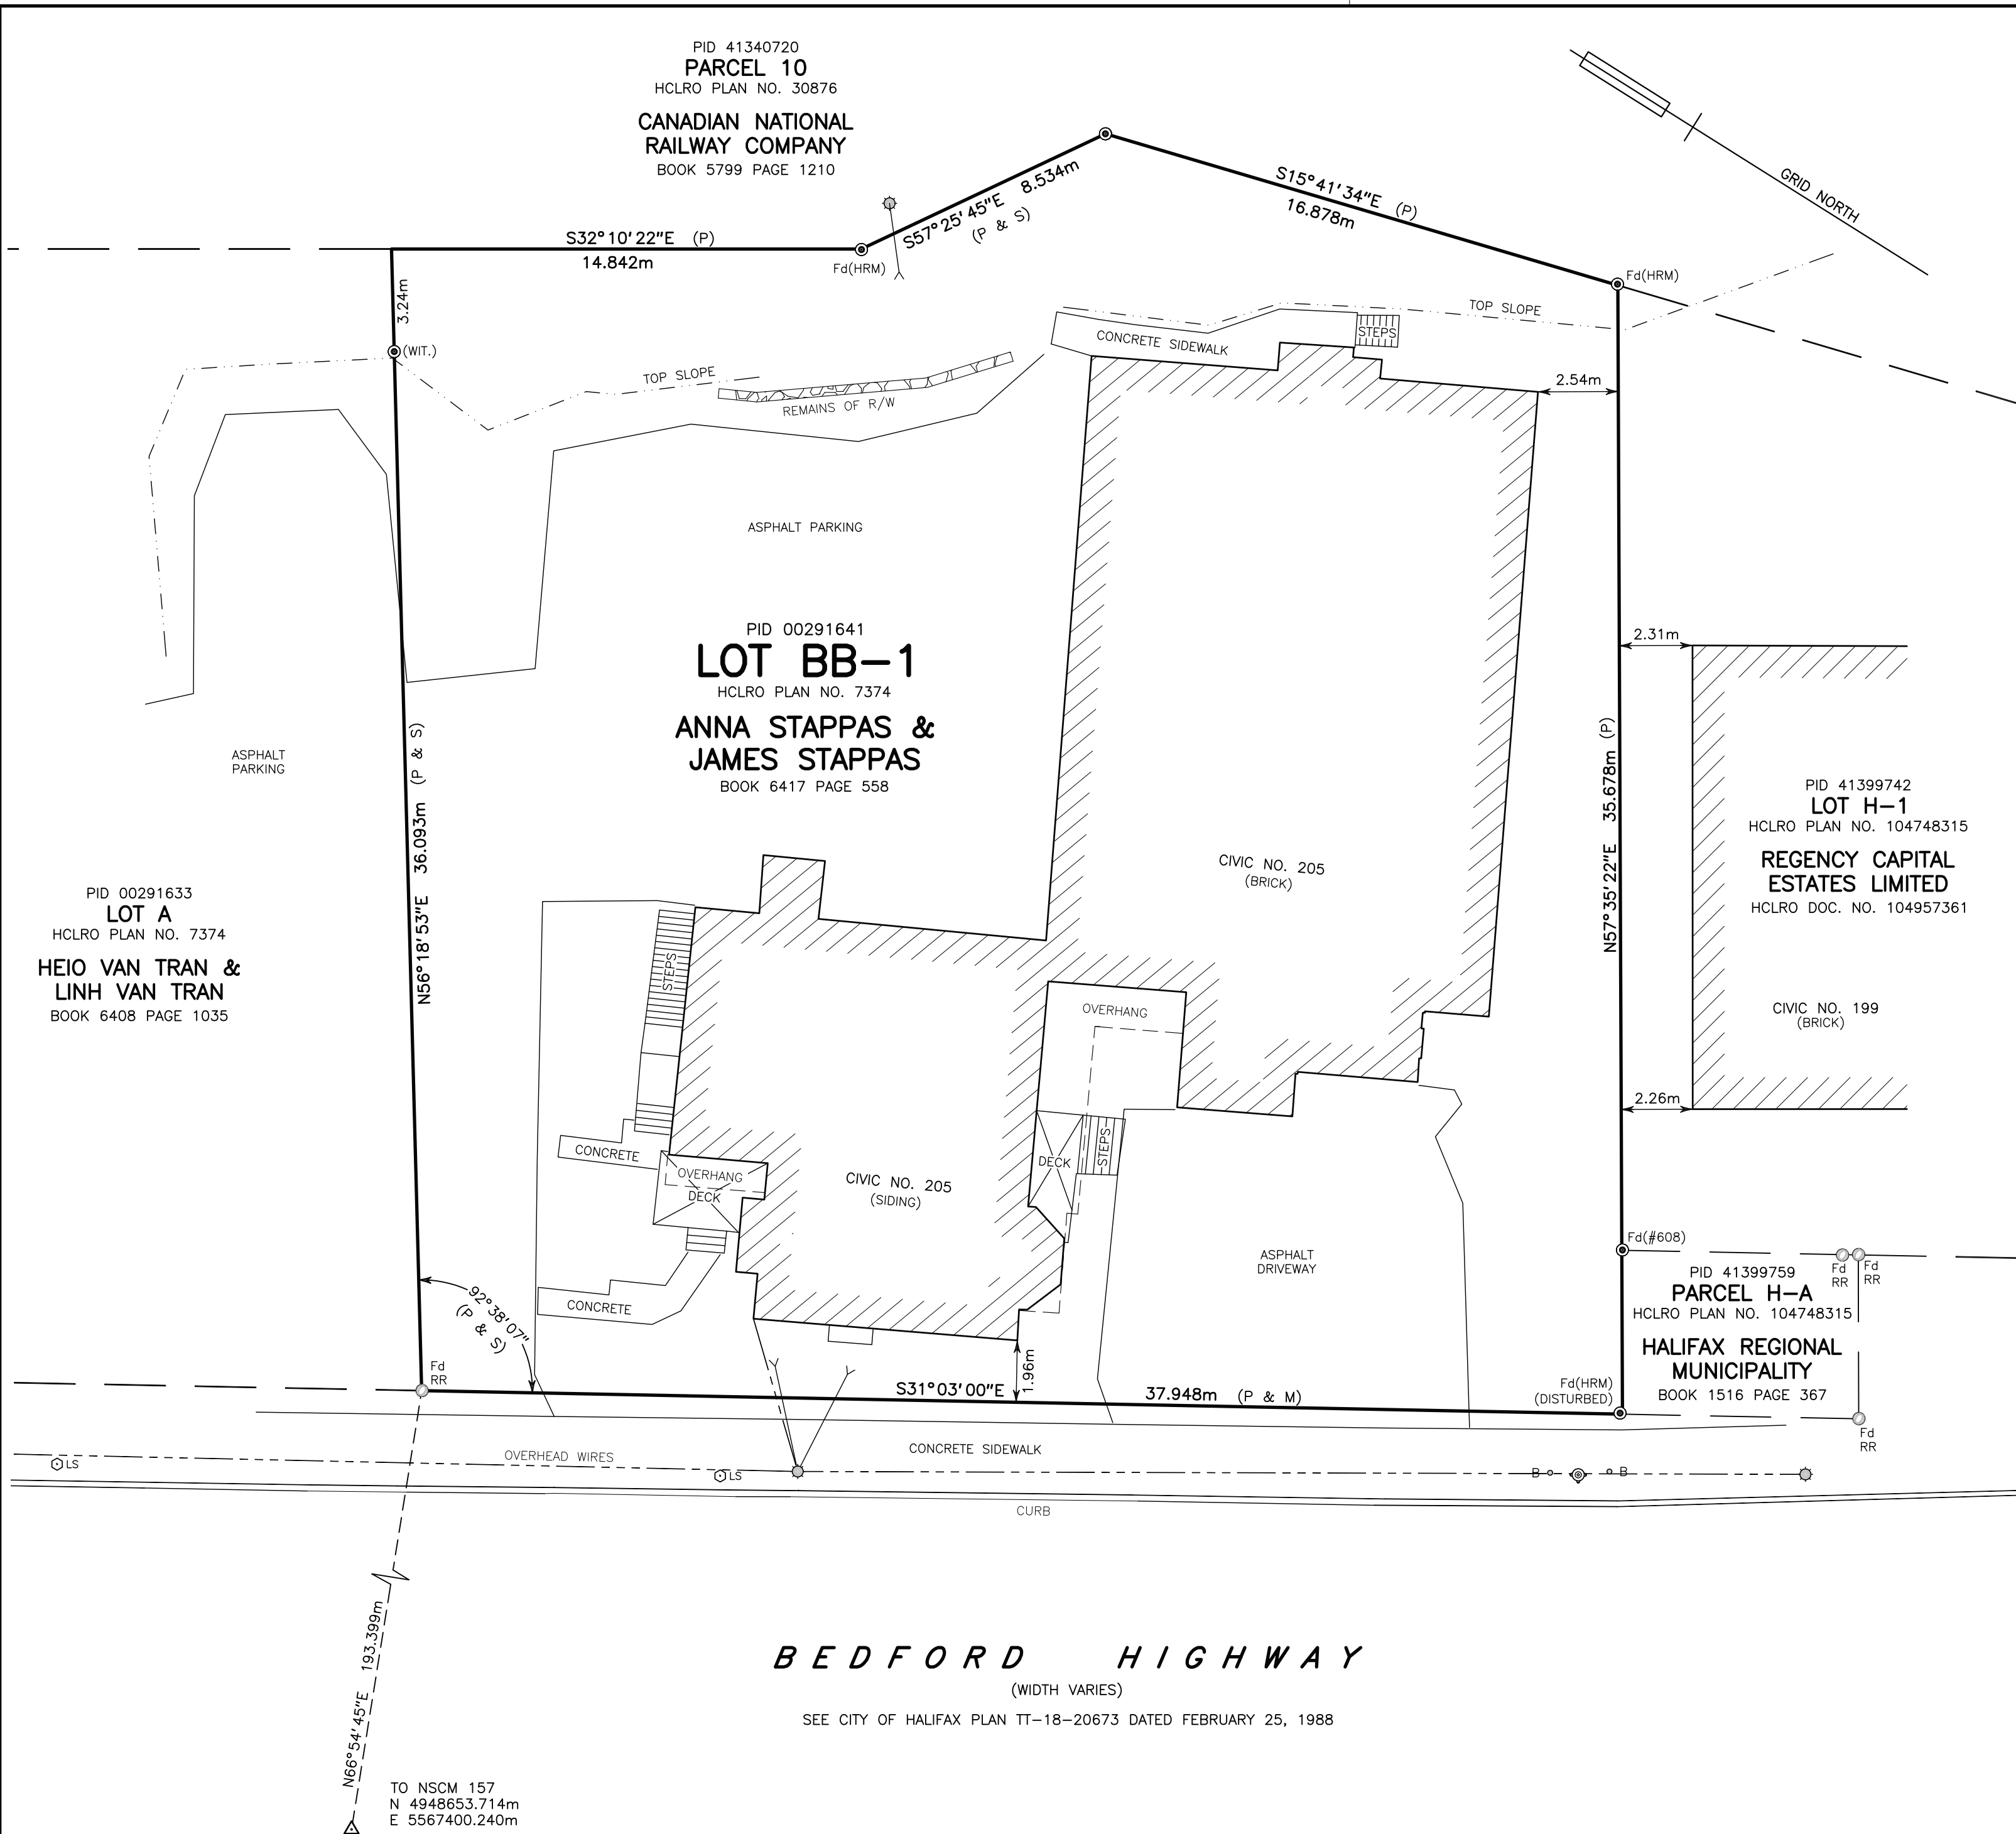 PID 41340720
PARCEL 10
HCLRO PLAN NO. 30876
CANADIAN NATIONAL
RAILWAY COMPANY
BOOK 5799 PAGE 1210
GRID NORTH
S32°10'22"E (P)
14.842m
S57°25'45"E 8.534m
(P & S)
S15°41'34"E (P)
16.878m
Fd(HRM)
Fd(HRM)
3.24m
(WIT.)
TOP SLOPE
REMAINS OF R/W
CONCRETE SIDEWALK
STEPS
TOP SLOPE
2.54m
ASPHALT PARKING
PID 00291641
LOT BB-1
HCLRO PLAN NO. 7374
ANNA STAPPAS &
JAMES STAPPAS
BOOK 6417 PAGE 558
2.31m
ASPHALT
PARKING
N56°18'53"E 36.093m (P & S)
N57°35'22"E 35.678m (P)
PID 41399742
LOT H-1
HCLRO PLAN NO. 104748315
REGENCY CAPITAL
ESTATES LIMITED
HCLRO DOC. NO. 104957361
CIVIC NO. 199
(BRICK)
PID 00291633
LOT A
HCLRO PLAN NO. 7374
HEIO VAN TRAN &
LINH VAN TRAN
BOOK 6408 PAGE 1035
CIVIC NO. 205
(BRICK)
STEPS
OVERHANG
2.26m
CONCRETE
OVERHANG
DECK
DECK
STEPS
CIVIC NO. 205
(SIDING)
ASPHALT
DRIVEWAY
CONCRETE
92°38'07"
(P & S)
Fd(#608)
Fd
RR
Fd
RR
PID 41399759
PARCEL H-A
HCLRO PLAN NO. 104748315
HALIFAX REGIONAL
MUNICIPALITY
BOOK 1516 PAGE 367
Fd
RR
1.96m
S31°03'00"E
37.948m (P & M)
Fd(HRM)
(DISTURBED)
Fd
RR
OVERHEAD WIRES
CONCRETE SIDEWALK
LS
LS
B
B
CURB
N66°54'45"E 193.399m
BEDFORD HIGHWAY
(WIDTH VARIES)
SEE CITY OF HALIFAX PLAN TT-18-20673 DATED FEBRUARY 25, 1988
TO NSCM 157
N 4948653.714m
E 5567400.240m